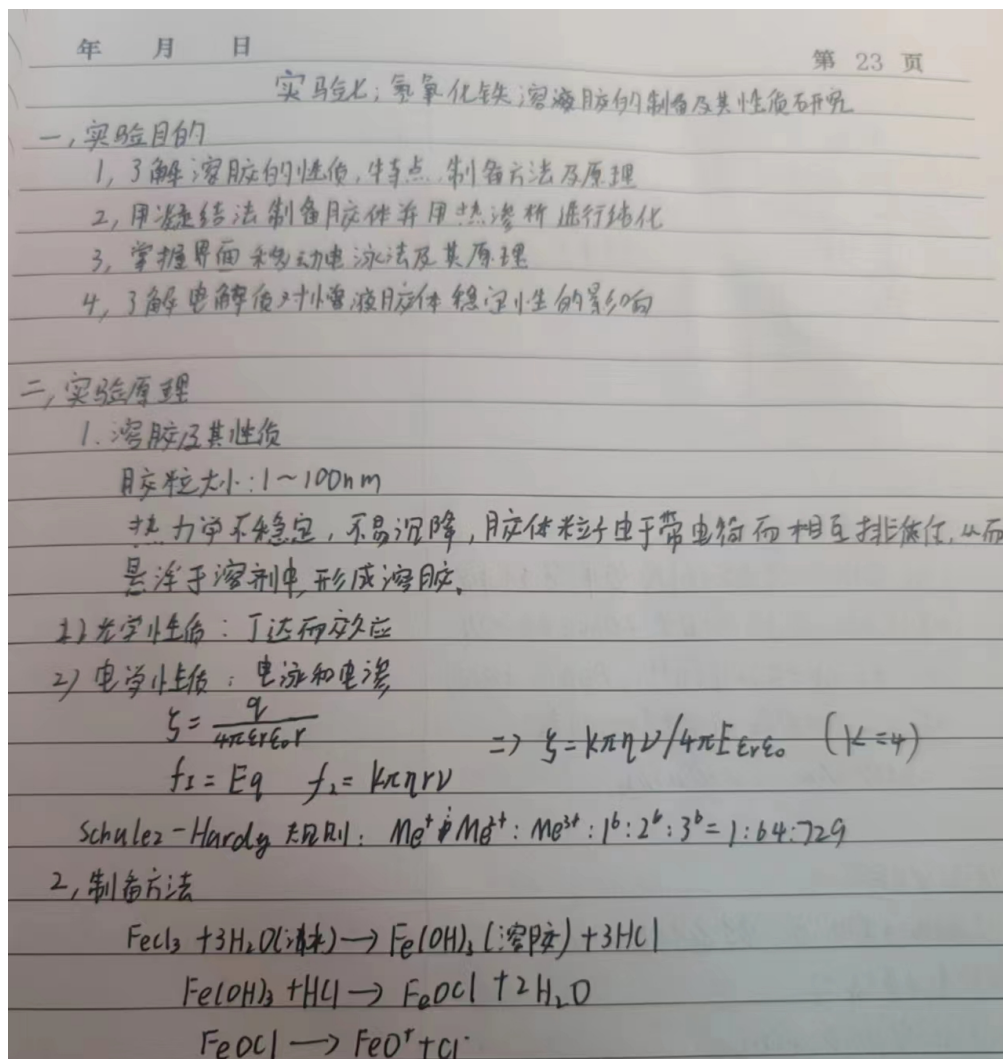 年 月 日
第 23 页
实验七：氢氧化铁溶液胶的制备及其性质研究
一，实验目的
1，了解溶胶的性质，特点，制备方法及原理
2，用凝结法制备胶体并用热渗析进行纯化
3，掌握界面移动电泳法及其原理
4，了解电解质对溶液胶体稳定性的影响
二，实验原理
1.溶胶及其性质
胶粒大小：1～100nm
热力学不稳定，不易沉降，胶体粒子由于带电荷而相互排斥，从而
悬浮于溶剂中，形成溶胶。
1）光学性质：丁达尔效应
2）电学性质：电泳和电渗
ζ= q/4πεrε0r => ζ=kπην/4πEεrε0 (k=4)
f1=Eq f2=kπηrν
Schulez-Hardy 规则：Me⁺ Me²⁺：Me³⁺：1⁶：2⁶：3⁶=1：64：729
2，制备方法
FeCl3 +3H2O(沸水)→ Fe(OH)3 (溶胶)+3HCl
Fe(OH)3 +HCl→ FeOCl +2H2O
FeOCl → FeO⁺+Cl⁻